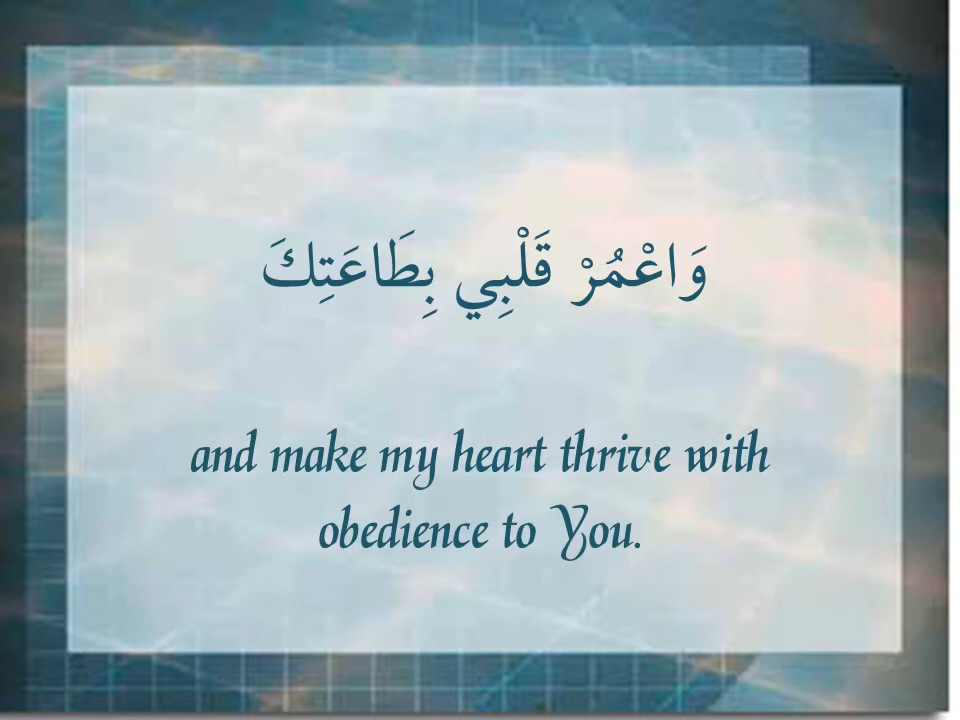 وَاعْمُرْ قَلْبِي بِطَاعَتِكَ
and make my heart thrive with
obedience to You.